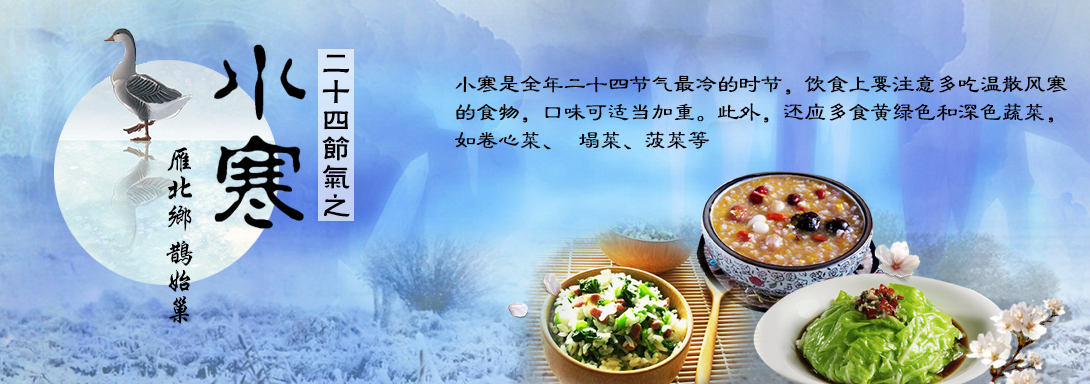 二十四節氣之
小寒
雁北鄉 鵲始巢
小寒是全年二十四节气最冷的时节，饮食上要注意多吃温散风寒
的食物，口味可适当加重。此外，还应多食黄绿色和深色蔬菜，
如卷心菜、 塌菜、菠菜等